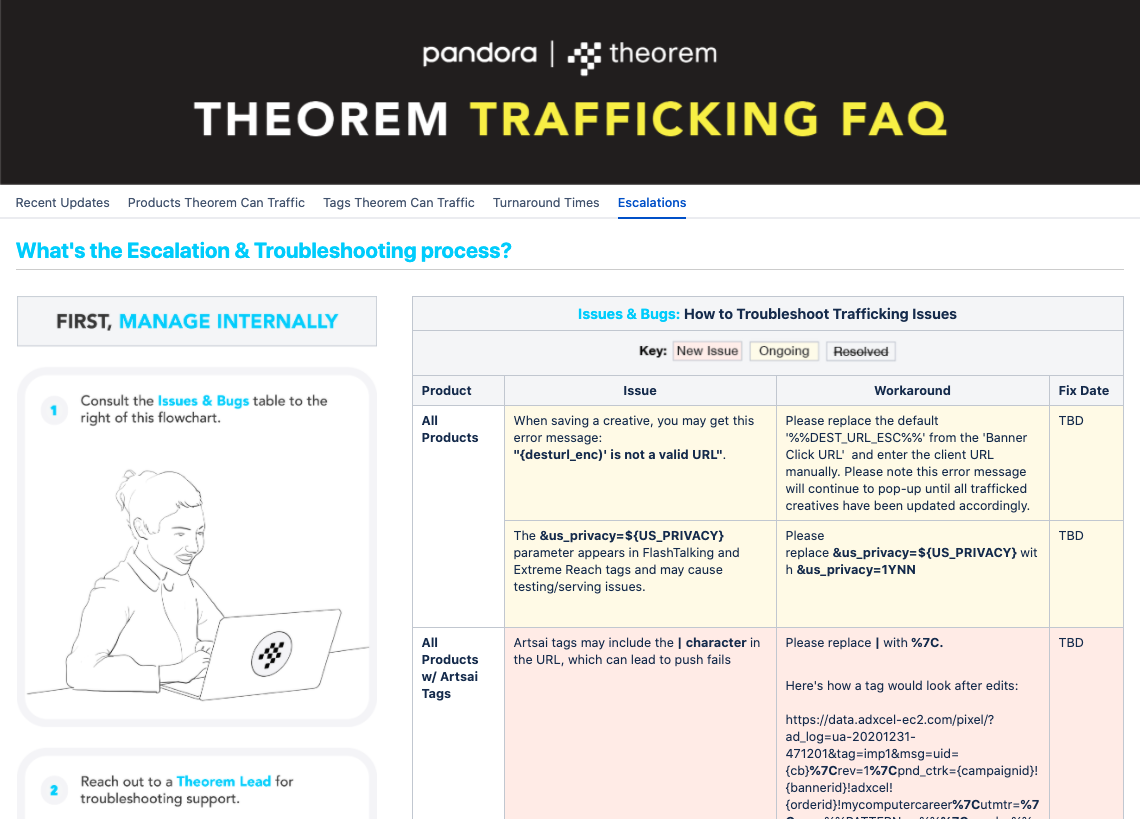 pandora | theorem
THEOREM TRAFFICKING FAQ
Recent Updates Products Theorem Can Traffic Tags Theorem Can Traffic Turnaround Times Escalations
What's the Escalation & Troubleshooting process?
FIRST, MANAGE INTERNALLY
1
Consult the Issues & Bugs table to the
right of this flowchart.
2
Reach out to a Theorem Lead for
troubleshooting support.
Issues & Bugs: How to Troubleshoot Trafficking Issues
Key: New Issue Ongoing Resolved
Product Issue Workaround Fix Date
All
Products
When saving a creative, you may get this
error message:
"{desturl_enc)' is not a valid URL".
Please replace the default
'%%DEST_URL_ESC%%' from the 'Banner
Click URL' and enter the client URL
manually. Please note this error message
will continue to pop-up until all trafficked
creatives have been updated accordingly.
TBD
The &us_privacy=${US_PRIVACY}
parameter appears in FlashTalking and
Extreme Reach tags and may cause
testing/serving issues.
Please
replace &us_privacy=${US_PRIVACY} wit
h &us_privacy=1YNN
TBD
All
Products
w/ Artsai
Tags
Artsai tags may include the | character in
the URL, which can lead to push fails
Please replace | with %7C.
Here's how a tag would look after edits:
https://data.adxcel-ec2.com/pixel/?
ad_log=ua-20201231-
471201&tag=imp1&msg=uid=
{cb}%7Crev=1%7Cpnd_ctrk={campaignid}!
{bannerid}!adxcel!
{orderid}!mycomputercareer%7Cutmtr=%7
TBD